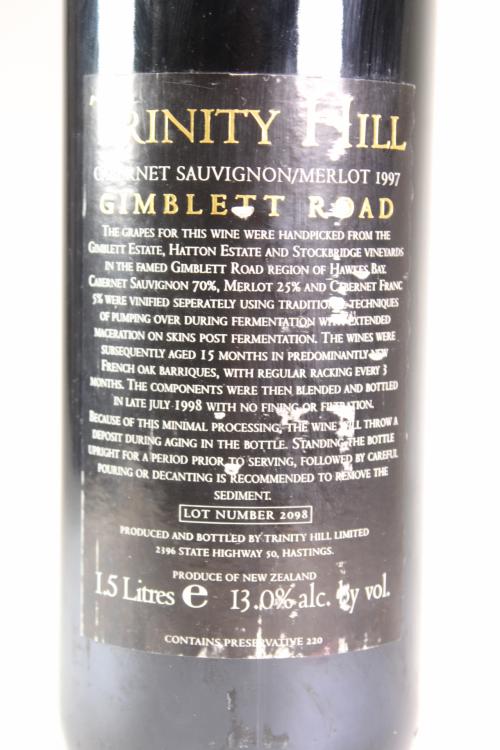 TRINITY HILL
CABERNET SAUVIGNON/MERLOT 1997
GIMBLETT ROAD
THE GRAPES FOR THIS WINE WERE HANDPICKED FROM THE
GIMBLETT ESTATE, HATTON ESTATE AND STOCKBRIDGE VINEYARDS
IN THE FAMED GIMBLETT ROAD REGION OF HAWKES BAY.
CABERNET SAUVIGNON 70%, MERLOT 25% AND CABERNET FRANC
5% WERE VINIFIED SEPERATELY USING TRADITIONAL TECHNIQUES
OF PUMPING OVER DURING FERMENTATION WITH EXTENDED
MACERATION ON SKINS POST FERMENTATION. THE WINES WERE
SUBSEQUENTLY AGED 15 MONTHS IN PREDOMINANTLY NEW
FRENCH OAK BARRIQUES, WITH REGULAR RACKING EVERY 3
MONTHS. THE COMPONENTS WERE THEN BLENDED AND BOTTLED
IN LATE JULY 1998 WITH NO FINING OR FILTRATION.
BECAUSE OF THIS MINIMAL PROCESSING, THE WINE WILL THROW A
DEPOSIT DURING AGING IN THE BOTTLE. STANDING THE BOTTLE
UPRIGHT FOR A PERIOD PRIOR TO SERVING, FOLLOWED BY CAREFUL
POURING OR DECANTING IS RECOMMENDED TO REMOVE THE
SEDIMENT.
LOT NUMBER 2098
PRODUCED AND BOTTLED BY TRINITY HILL LIMITED
2396 STATE HIGHWAY 50, HASTINGS.
PRODUCE OF NEW ZEALAND
1.5 Litres e 13.0% alc. by vol.
CONTAINS PRESERVATIVE 220